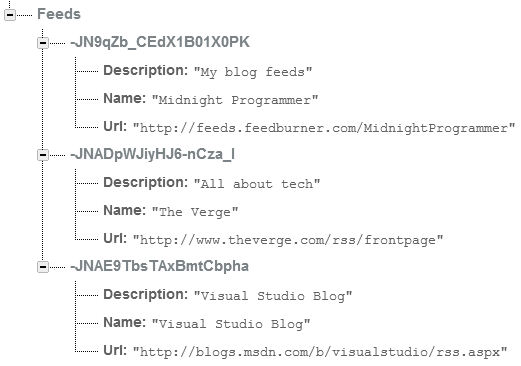 Feeds
-JN9qZb_CEdX1B01X0PK
Description: "My blog feeds"
Name: "Midnight Programmer"
Url: "http://feeds.feedburner.com/MidnightProgrammer"
-JNADpWJiyHJ6-nCza_I
Description: "All about tech"
Name: "The Verge"
Url: "http://www.theverge.com/rss/frontpage"
-JNAE9TbsTAxBmtCbpha
Description: "Visual Studio Blog"
Name: "Visual Studio Blog"
Url: "http://blogs.msdn.com/b/visualstudio/rss.aspx"